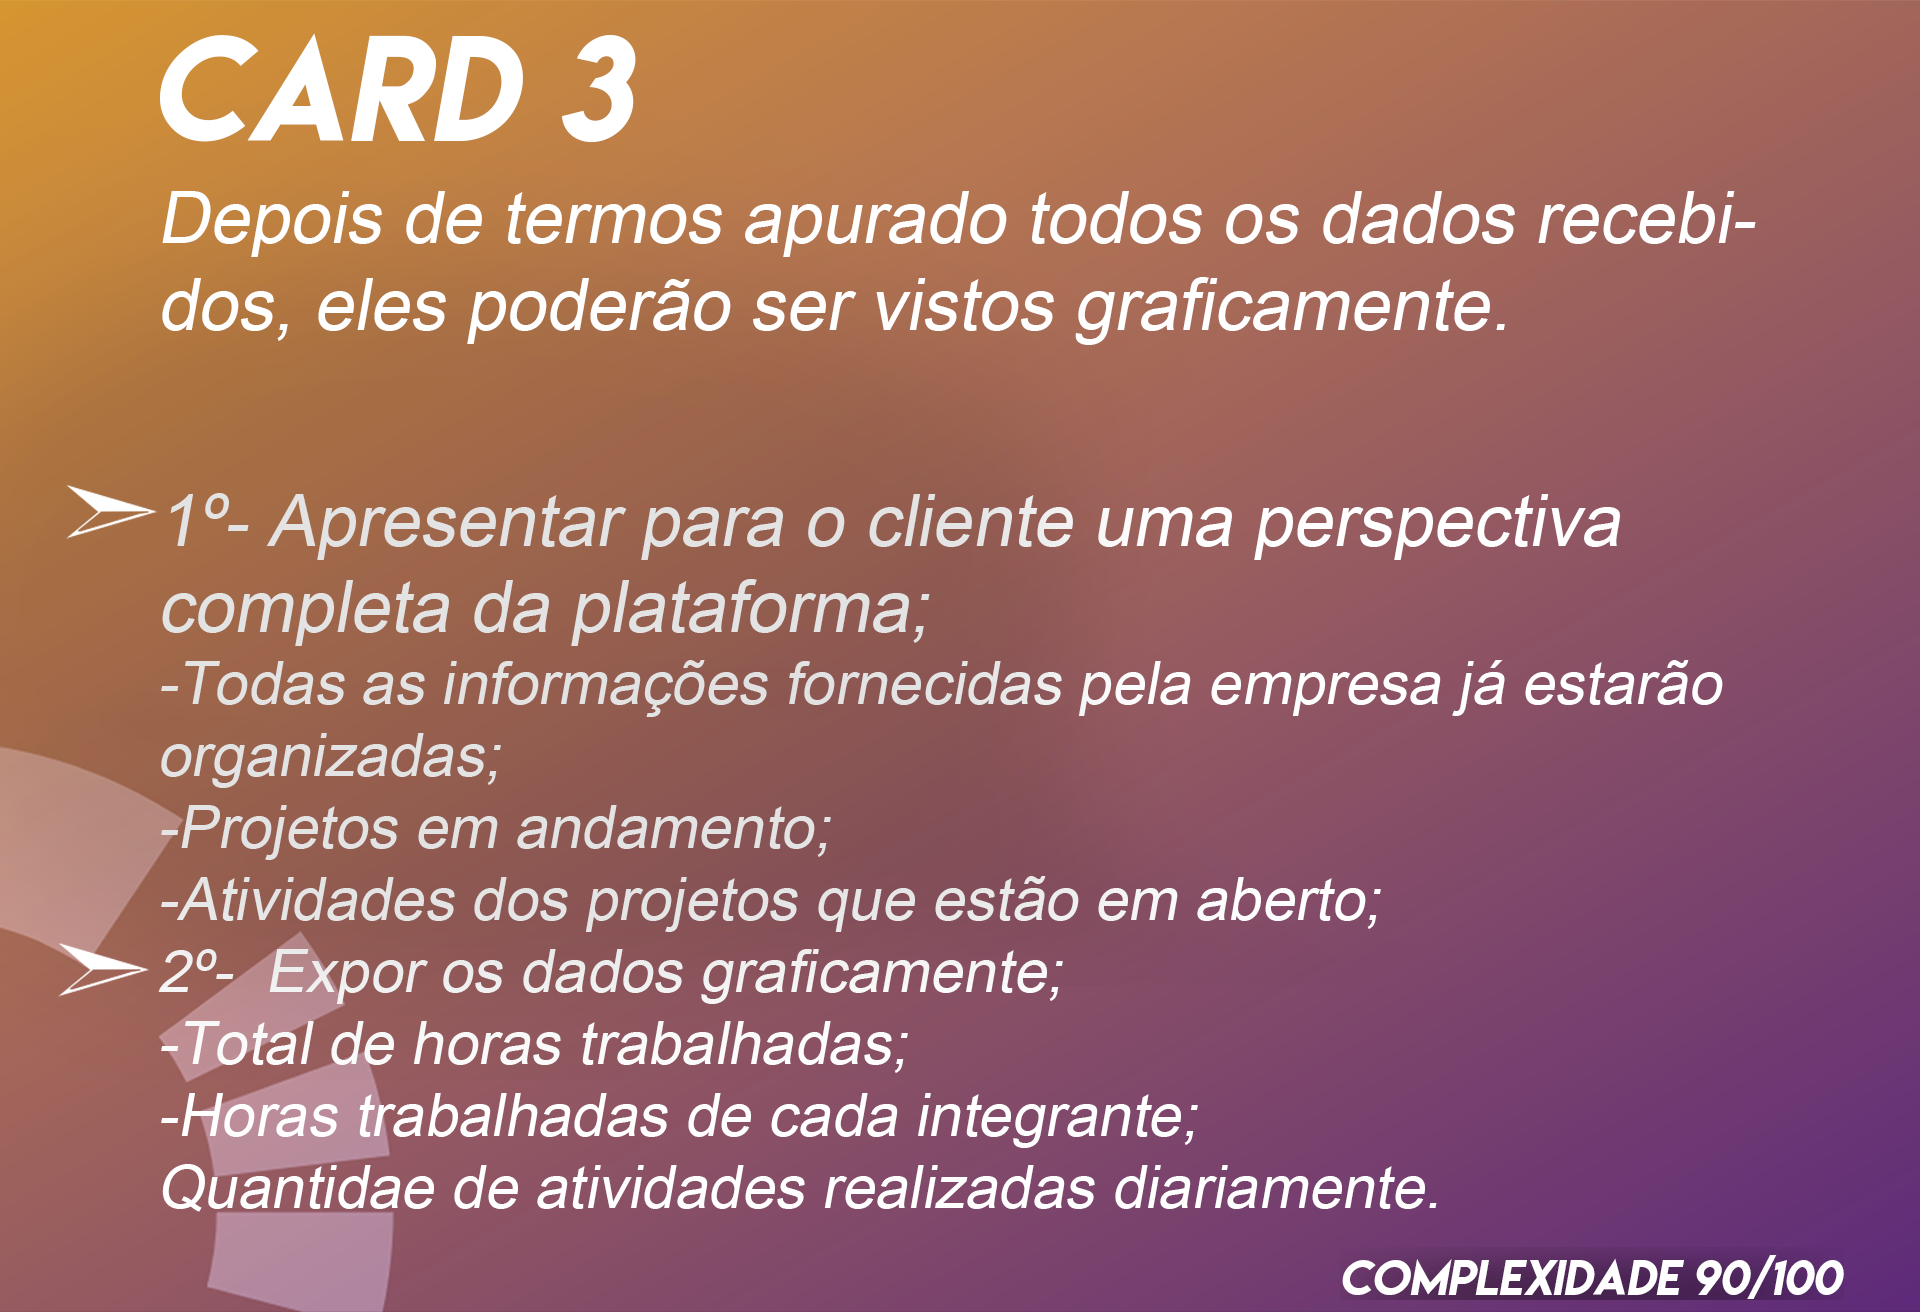 CARD 3
Depois de termos apurado todos os dados recebi-
dos, eles poderão ser vistos graficamente.
1º- Apresentar para o cliente uma perspectiva
completa da plataforma;
-Todas as informações fornecidas pela empresa já estarão
organizadas;
-Projetos em andamento;
-Atividades dos projetos que estão em aberto;
2º-  Expor os dados graficamente;
-Total de horas trabalhadas;
-Horas trabalhadas de cada integrante;
Quantidae de atividades realizadas diariamente.
COMPLEXIDADE 90/100